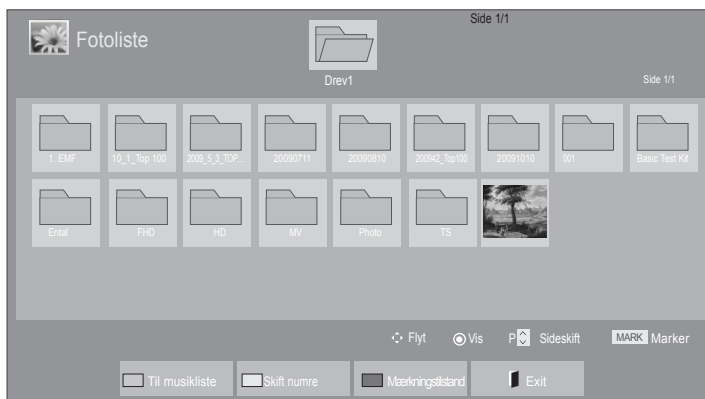 Side 1/1
Fotoliste
Drev1
Side 1/1
1. EMF
10_1_Top 100
2009_5_3_TOP...
20090711
20090810
200942_Top100
20091010
001
Basic Test Kit
Ental
FHD
HD
MV
Photo
TS
Flyt Vis P Sideskift MARK Marker
Til musikliste Skift numre Mærkningstilstand Exit